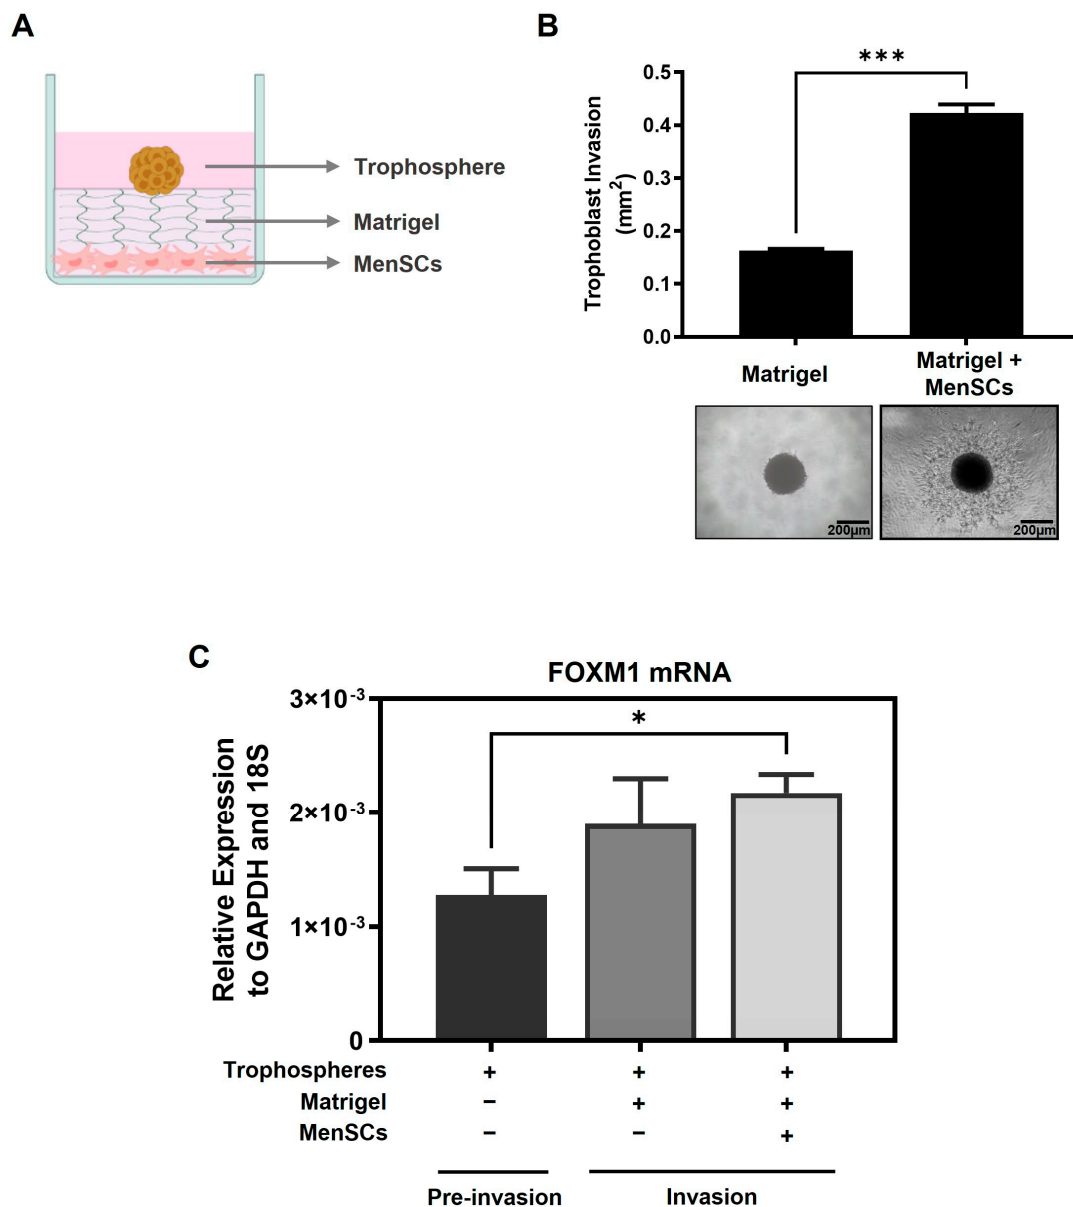 A
Trophosphere
Matrigel
MenSCs
B
***
0.5
0.4
0.3
0.2
0.1
0.0
Trophoblast Invasion
(mm²)
Matrigel
Matrigel +
MenSCs
200µm
200µm
C
FOXM1 mRNA
3×10⁻³
2×10⁻³
1×10⁻³
0
Relative Expression
to GAPDH and 18S
*
Trophospheres + + +
Matrigel − + +
MenSCs − − +
Pre-invasion
Invasion